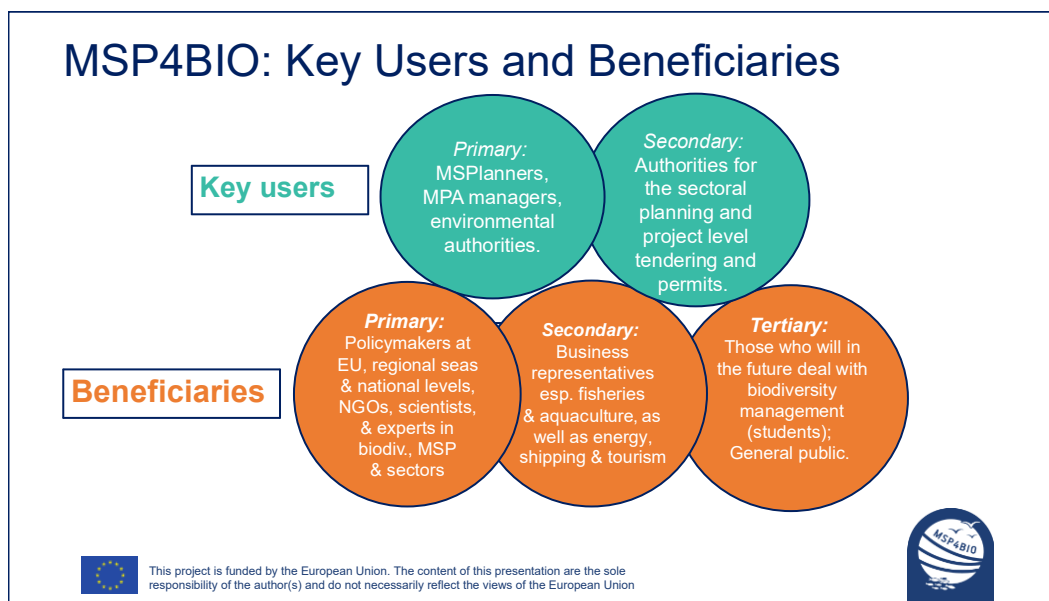 MSP4BIO: Key Users and Beneficiaries
Key users
Primary:
MSPlanners,
MPA managers,
environmental
authorities.
Secondary:
Authorities for
the sectoral
planning and
project level
tendering and
permits.
Beneficiaries
Primary:
Policymakers at
EU, regional seas
& national levels,
NGOs, scientists,
& experts in
biodiv., MSP
& sectors
Secondary:
Business
representatives
esp. fisheries
& aquaculture, as
well as energy,
shipping & tourism
Tertiary:
Those who will in
the future deal with
biodiversity
management
(students);
General public.
This project is funded by the European Union. The content of this presentation are the sole
responsibility of the author(s) and do not necessarily reflect the views of the European Union
MSP4BIO